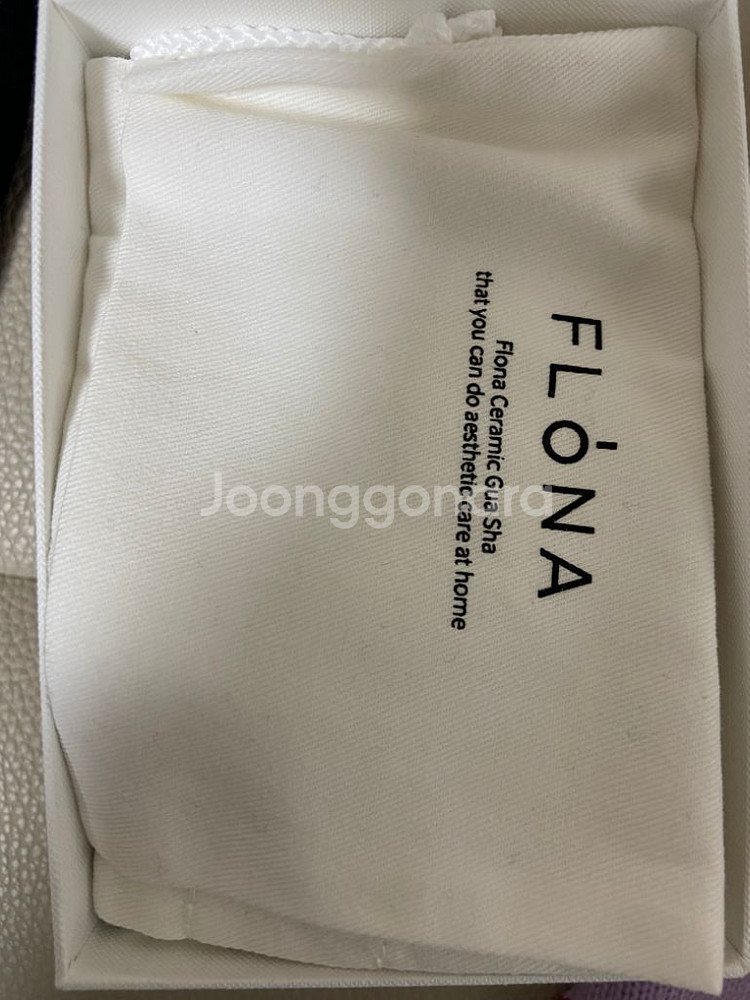 FLÓNA
Flona Ceramic Gua Sha
that you can do aesthetic care at home
Joonggonara